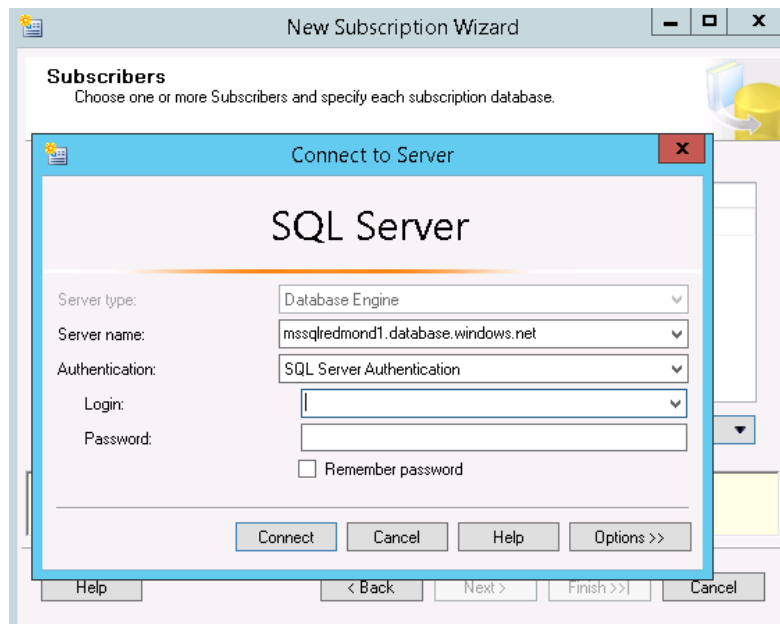 New Subscription Wizard
Subscribers
Choose one or more Subscribers and specify each subscription database.
Connect to Server
SQL Server
Server type: Database Engine
Server name: mssqlredmond1.database.windows.net
Authentication: SQL Server Authentication
Login:
Password:
Remember password
Connect Cancel Help Options >>
Help < Back Next > Finish >>| Cancel